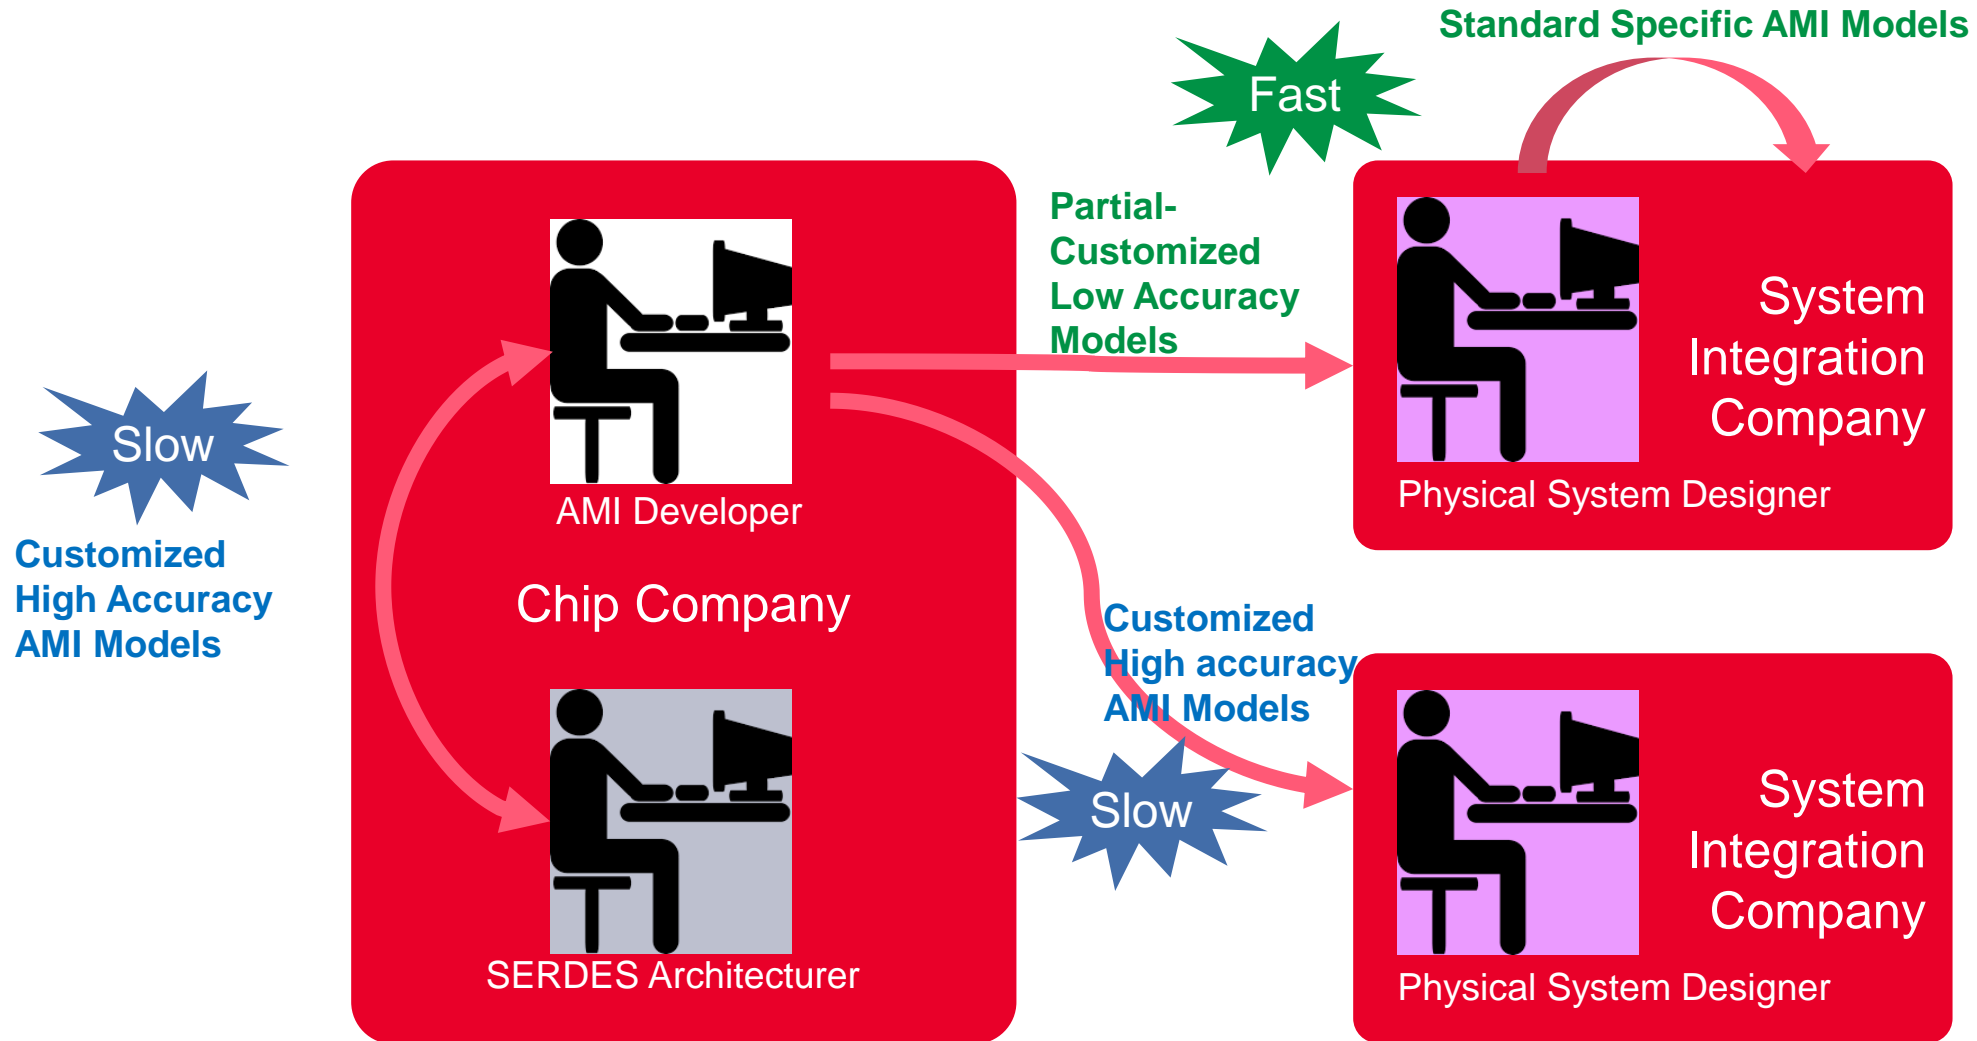 Standard Specific AMI Models
Fast
Partial-
Customized
Low Accuracy
Models
System
Integration
Company
Physical System Designer
Slow
Customized
High Accuracy
AMI Models
AMI Developer
Chip Company
SERDES Architecturer
Customized
High accuracy
AMI Models
Slow
System
Integration
Company
Physical System Designer